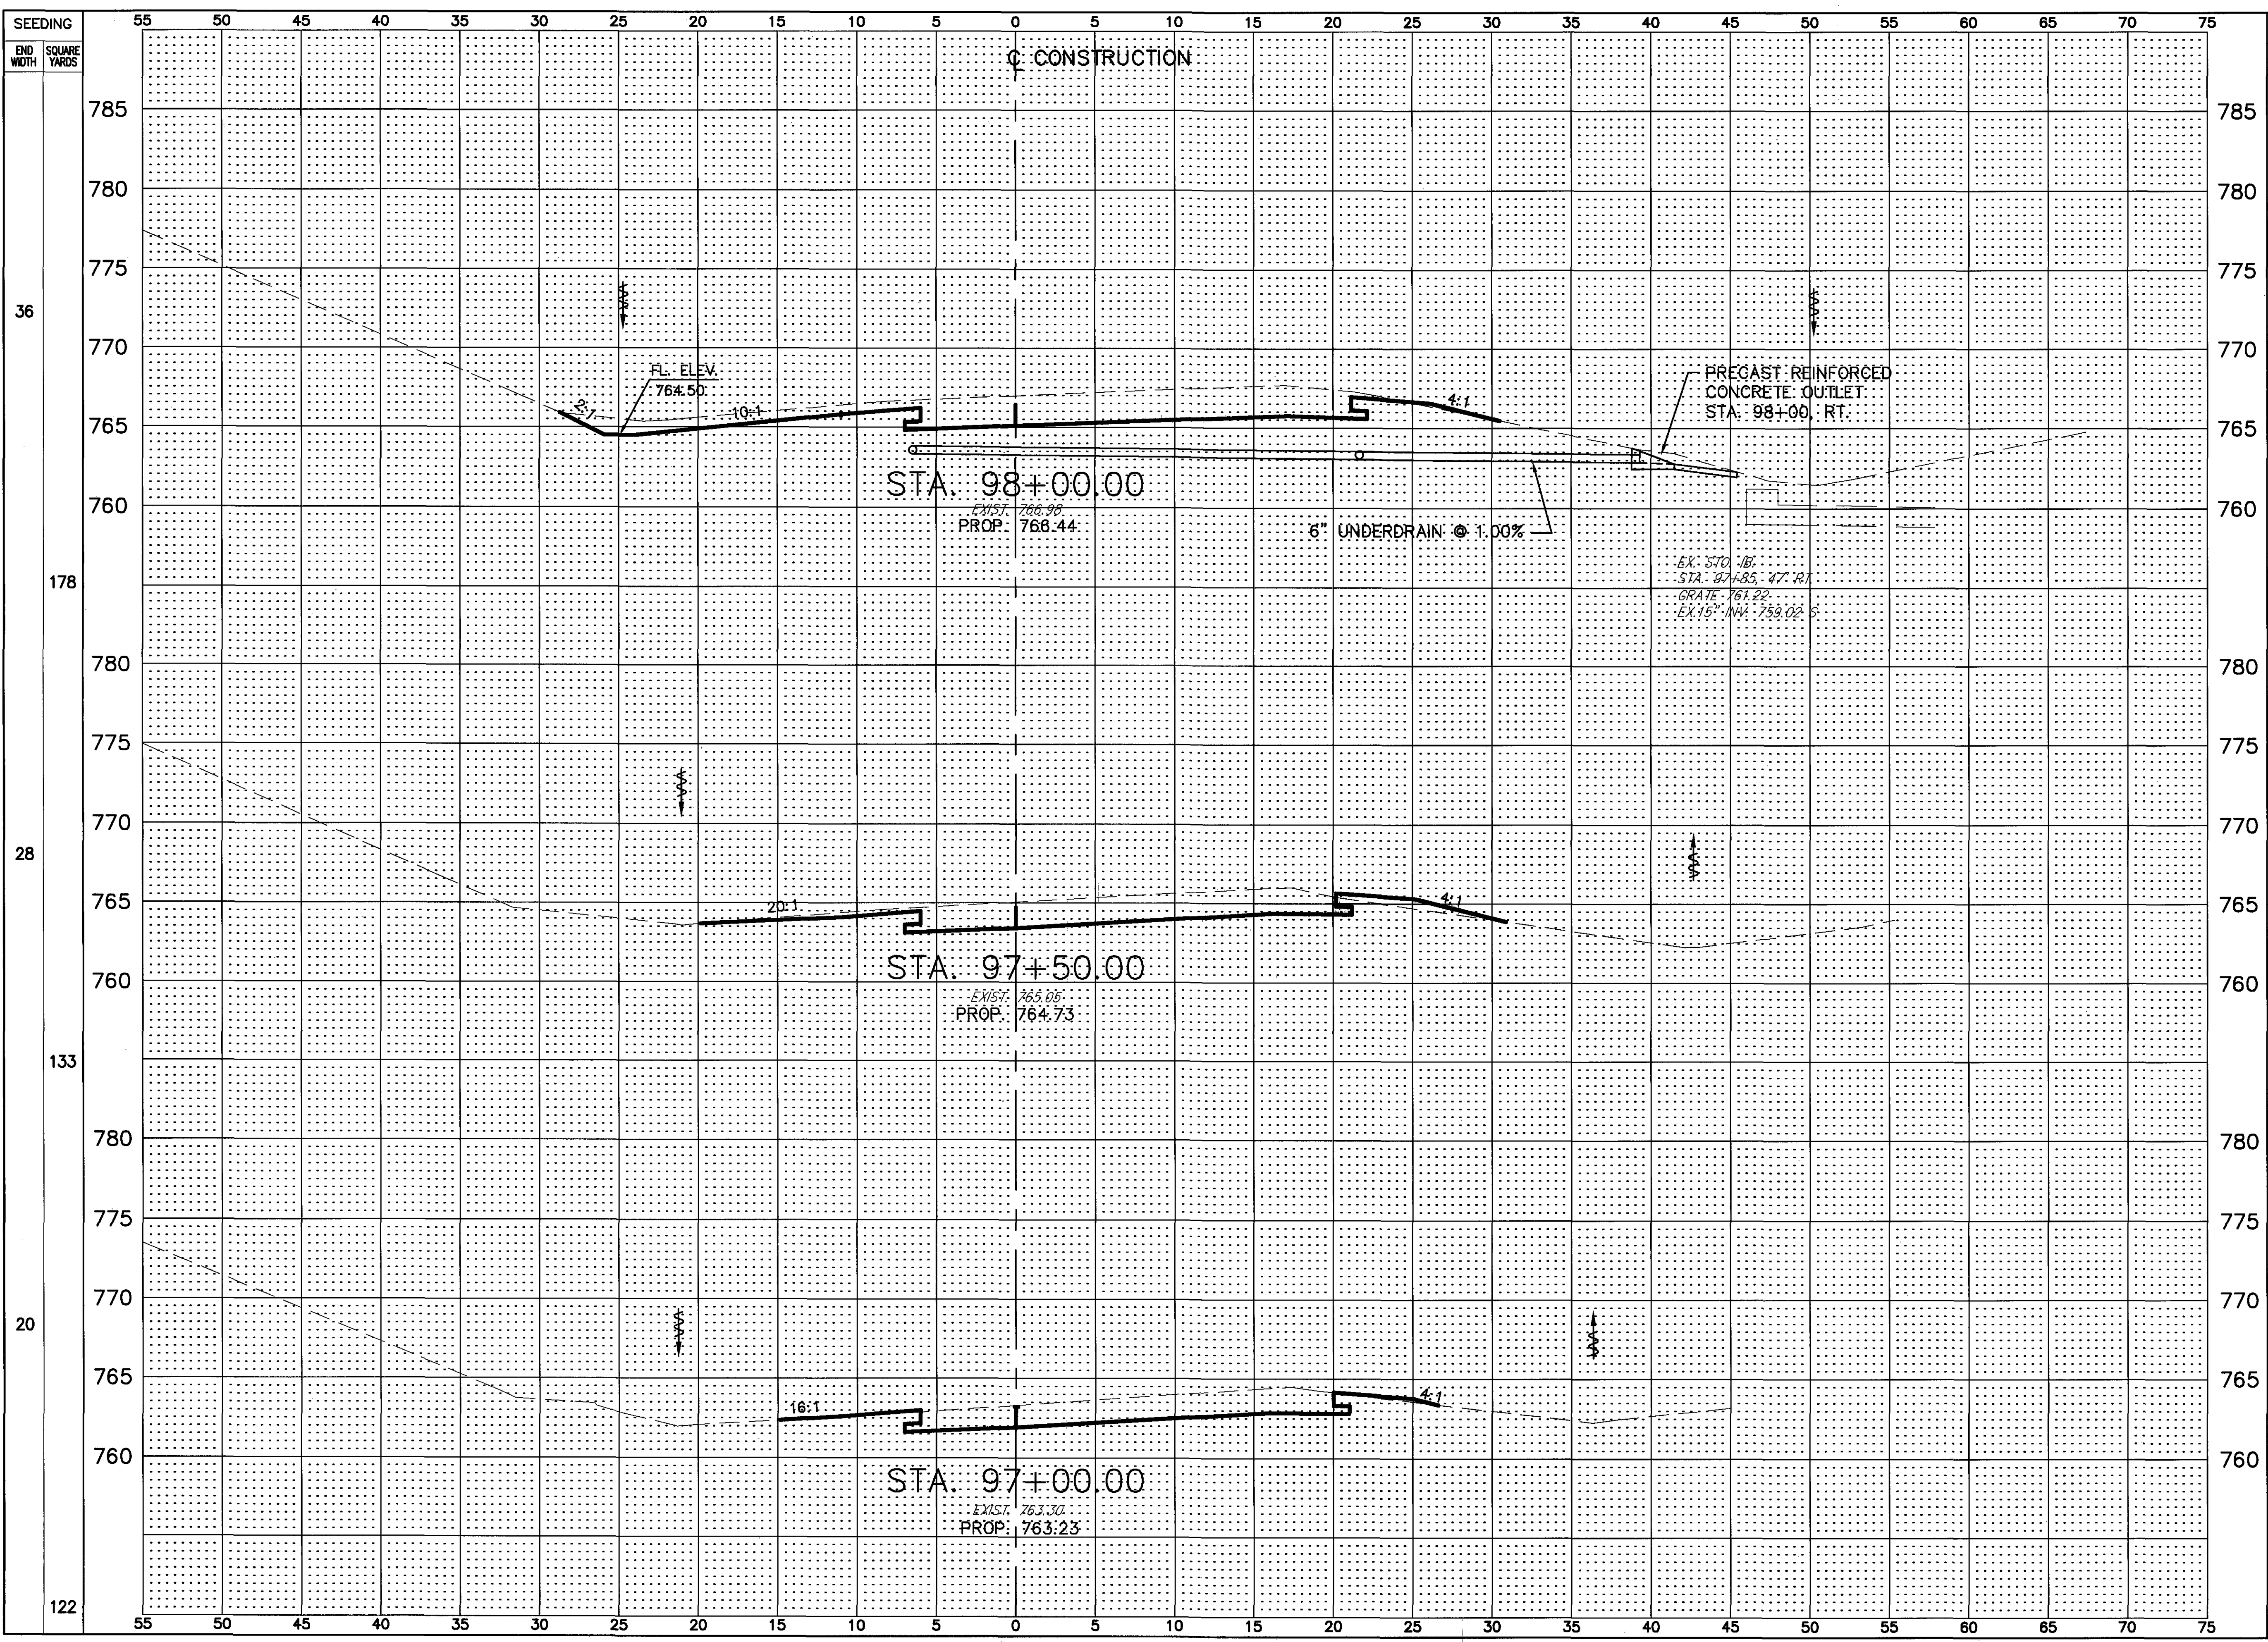 SEEDING
END WIDTH
SQUARE YARDS
55 50 45 40 35 30 25 20 15 10 5 0 5 10 15 20 25 30 35 40 45 50 55 60 65 70 75
℄ CONSTRUCTION
785 785
780 780
775 775
36
770 770
FL. ELEV.
764.50
PRECAST REINFORCED
CONCRETE OUTLET
STA. 98+00, RT.
2:1
10:1
4:1
765 765
STA. 98+00.00
760 760
EXIST. 766.98
PROP. 766.44
6" UNDERDRAIN @ 1.00%
EX. STO. IB.
STA. 97+85, 47' RT.
GRATE 761.22
EX.15" INV. 759.02 S
178
780 780
775 775
770 770
28
20:1
4:1
765 765
STA. 97+50.00
760 760
EXIST. 765.05
PROP. 764.73
133
780 780
775 775
770 770
20
765 765
16:1
4:1
760 760
STA. 97+00.00
EXIST. 763.30
PROP. 763.23
122
55 50 45 40 35 30 25 20 15 10 5 0 5 10 15 20 25 30 35 40 45 50 55 60 65 70 75